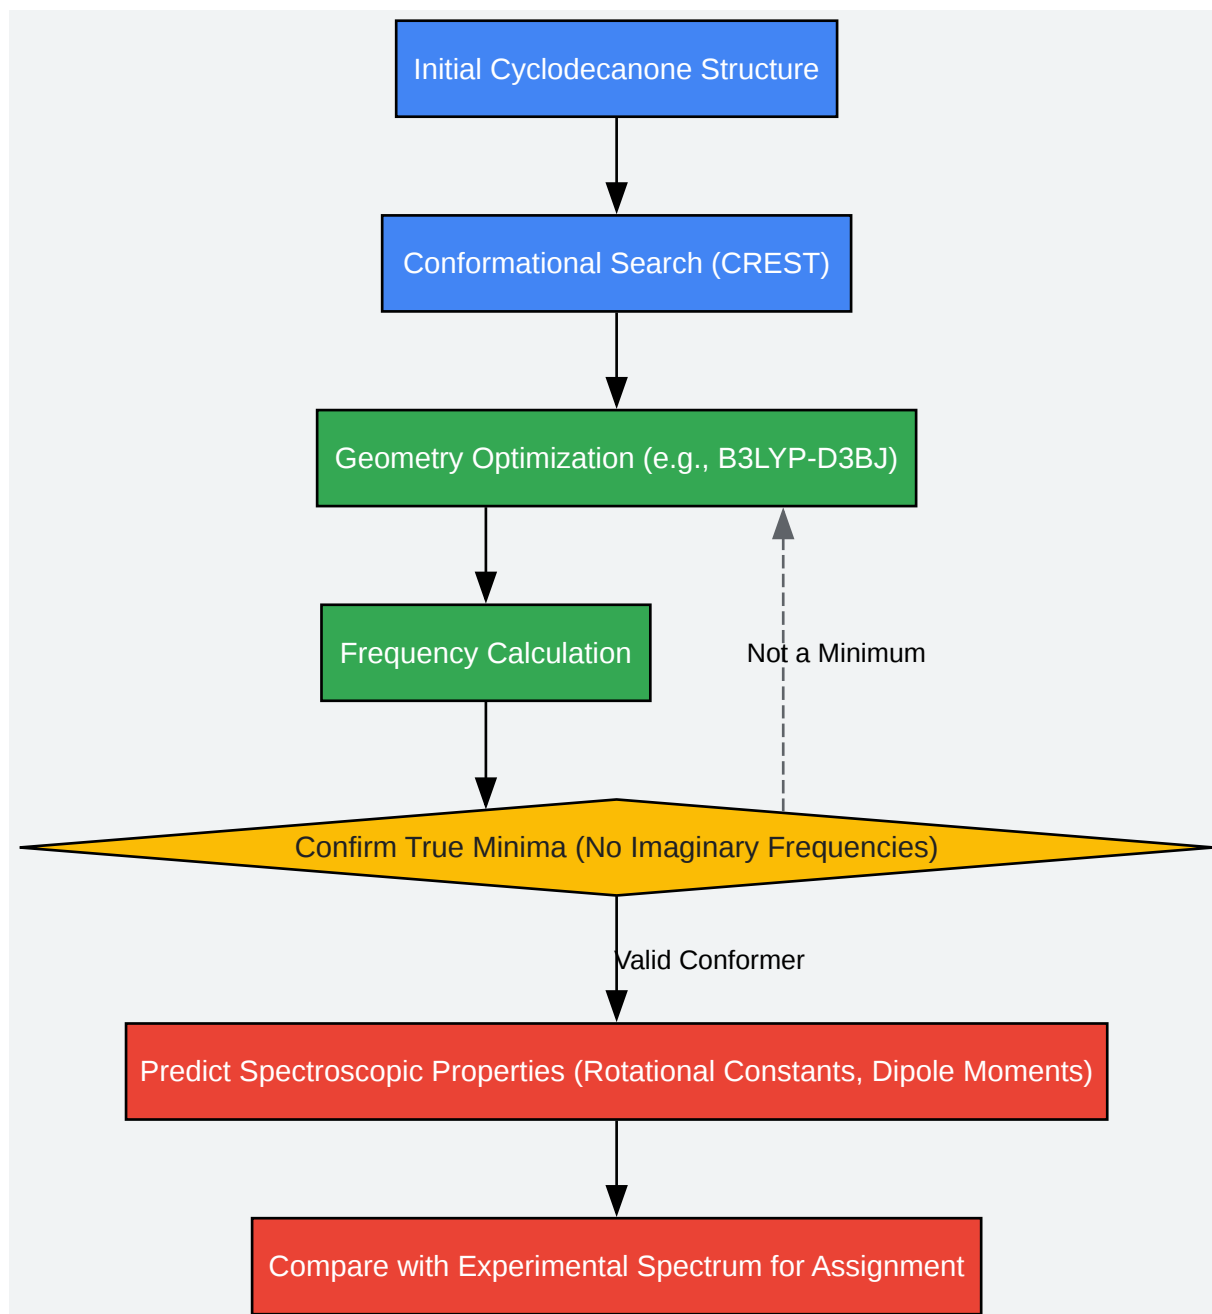 Initial Cyclodecanone Structure
Conformational Search (CREST)
Geometry Optimization (e.g., B3LYP-D3BJ)
Frequency Calculation
Not a Minimum
Confirm True Minima (No Imaginary Frequencies)
Valid Conformer
Predict Spectroscopic Properties (Rotational Constants, Dipole Moments)
Compare with Experimental Spectrum for Assignment